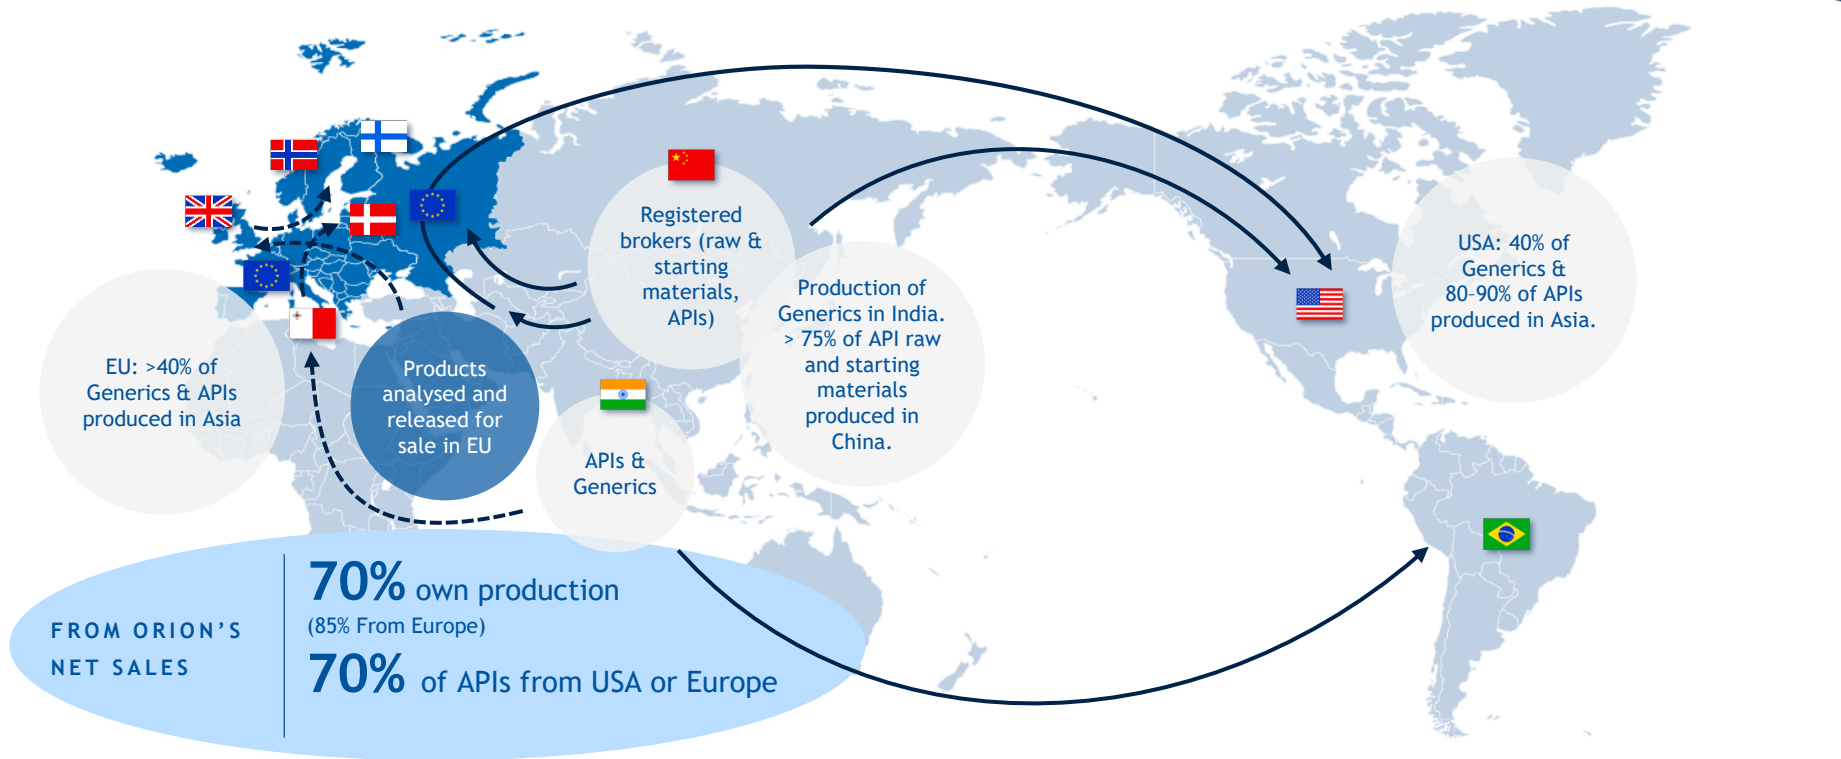 Registered
brokers (raw &
starting
materials,
APIs)
Production of
Generics in India.
> 75% of API raw
and starting
materials
produced in
China.
USA: 40% of
Generics &
80–90% of APIs
produced in Asia.
EU: >40% of
Generics & APIs
produced in Asia
Products
analysed and
released for
sale in EU
APIs &
Generics
FROM ORION’S
NET SALES
70% own production
(85% From Europe)
70% of APIs from USA or Europe